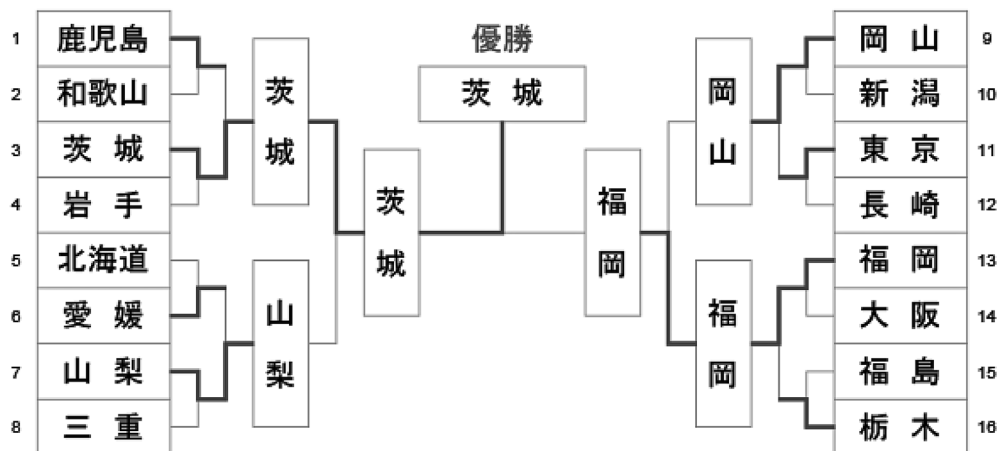 優勝
茨城
1 鹿児島
2 和歌山
3 茨城
4 岩手
5 北海道
6 愛媛
7 山梨
8 三重
茨城
山梨
茨城
福岡
岡山
福岡
岡山 9
新潟 10
東京 11
長崎 12
福岡 13
大阪 14
福島 15
栃木 16